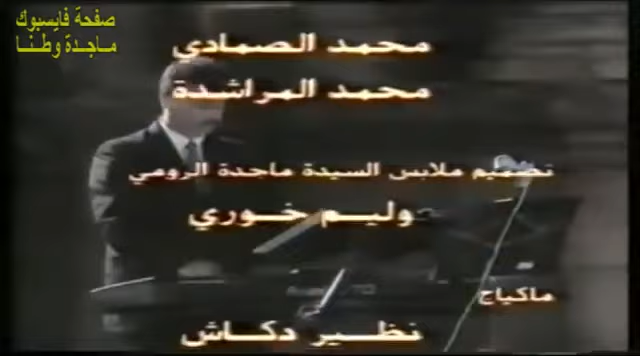 صفحة فايسبوك
ماجدة وطنا
محمد الصمادي
محمد المراشدة
تصميم ملابس السيدة ماجدة الرومي
وليم خوري
ماكياج
نظير دكاش